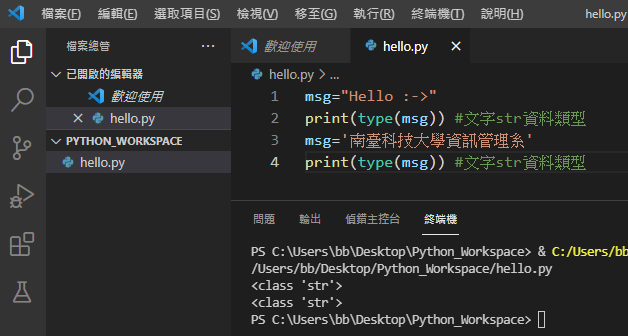 檔案(F) 編輯(E) 選取項目(S) 檢視(V) 移至(G) 執行(R) 終端機(T) 說明(H) hello.py
檔案總管 ...
已開啟的編輯器
歡迎使用
hello.py
PYTHON_WORKSPACE
hello.py
歡迎使用 hello.py
hello.py > ...
1 msg="Hello :->"
2 print(type(msg)) #文字str資料類型
3 msg='南臺科技大學資訊管理系'
4 print(type(msg)) #文字str資料類型
問題 輸出 偵錯主控台 終端機
PS C:\Users\bb\Desktop\Python_Workspace> & C:/Users/bb
/Users/bb/Desktop/Python_Workspace/hello.py
<class 'str'>
<class 'str'>
PS C:\Users\bb\Desktop\Python_Workspace>